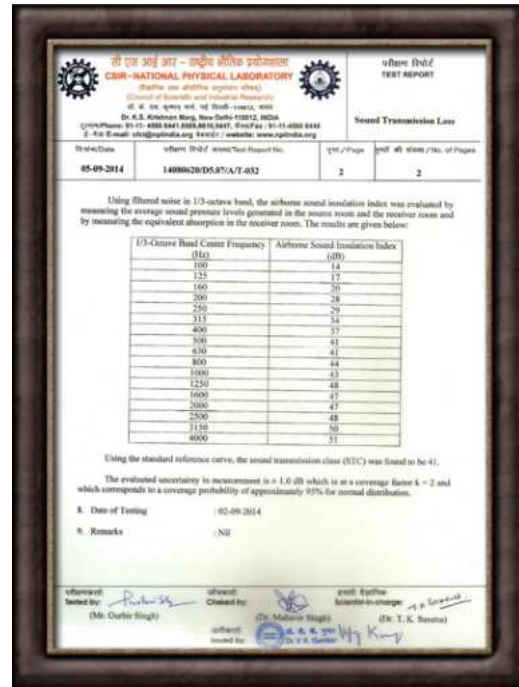 सी एस आई आर – राष्ट्रीय भौतिक प्रयोगशाला
CSIR–NATIONAL PHYSICAL LABORATORY
(वैज्ञानिक तथा औद्योगिक अनुसंधान परिषद)
(Council of Scientific and Industrial Research)
Dr. K.S. Krishnan Marg, New Delhi-110012, INDIA
website: www.nplindia.org
परीक्षण रिपोर्ट
TEST REPORT
Sound Transmission Loss
दिनांक/Date
परीक्षण रिपोर्ट संख्या/Test Report No.
पृष्ठ/Page
पृष्ठों की संख्या/No. of Pages
05-09-2014
14080620/D5.07/A/T-032
2
2
Using filtered noise in 1/3-octave band, the airborne sound insulation index was evaluated by
measuring the average sound pressure levels generated in the source room and the receiver room and
by measuring the equivalent absorption in the receiver room. The results are given below:
1/3-Octave Band Center Frequency (Hz) Airborne Sound Insulation Index (dB)
100 14
125 17
160 20
200 28
250 29
315 34
400 37
500 41
630 41
800 44
1000 43
1250 48
1600 47
2000 47
2500 48
3150 50
4000 51
Using the standard reference curve, the sound transmission class (STC) was found to be 41.
The evaluated uncertainty in measurement is ± 1.0 dB which is at a coverage factor k = 2 and
which corresponds to a coverage probability of approximately 95% for normal distribution.
8. Date of Testing : 02-09-2014
9. Remarks : Nil
परीक्षणकर्ता
Tested by:
जाँचकर्ता
Checked by:
प्रभारी वैज्ञानिक
Scientist-in-charge:
(Mr. Gurbir Singh)
(Dr. Mahavir Singh)
(Dr. T. K. Saxena)
Issued by: